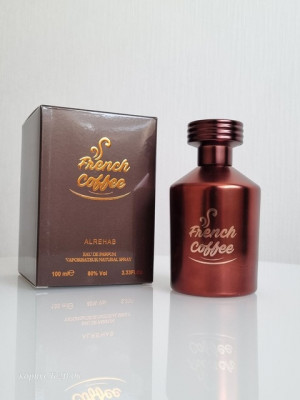 French
Coffee
ALREHAB
EAU DE PARFUM
"VAPORISATEUR NATURAL SPRAY"
100 ml℮ 80% Vol
French
Coffee